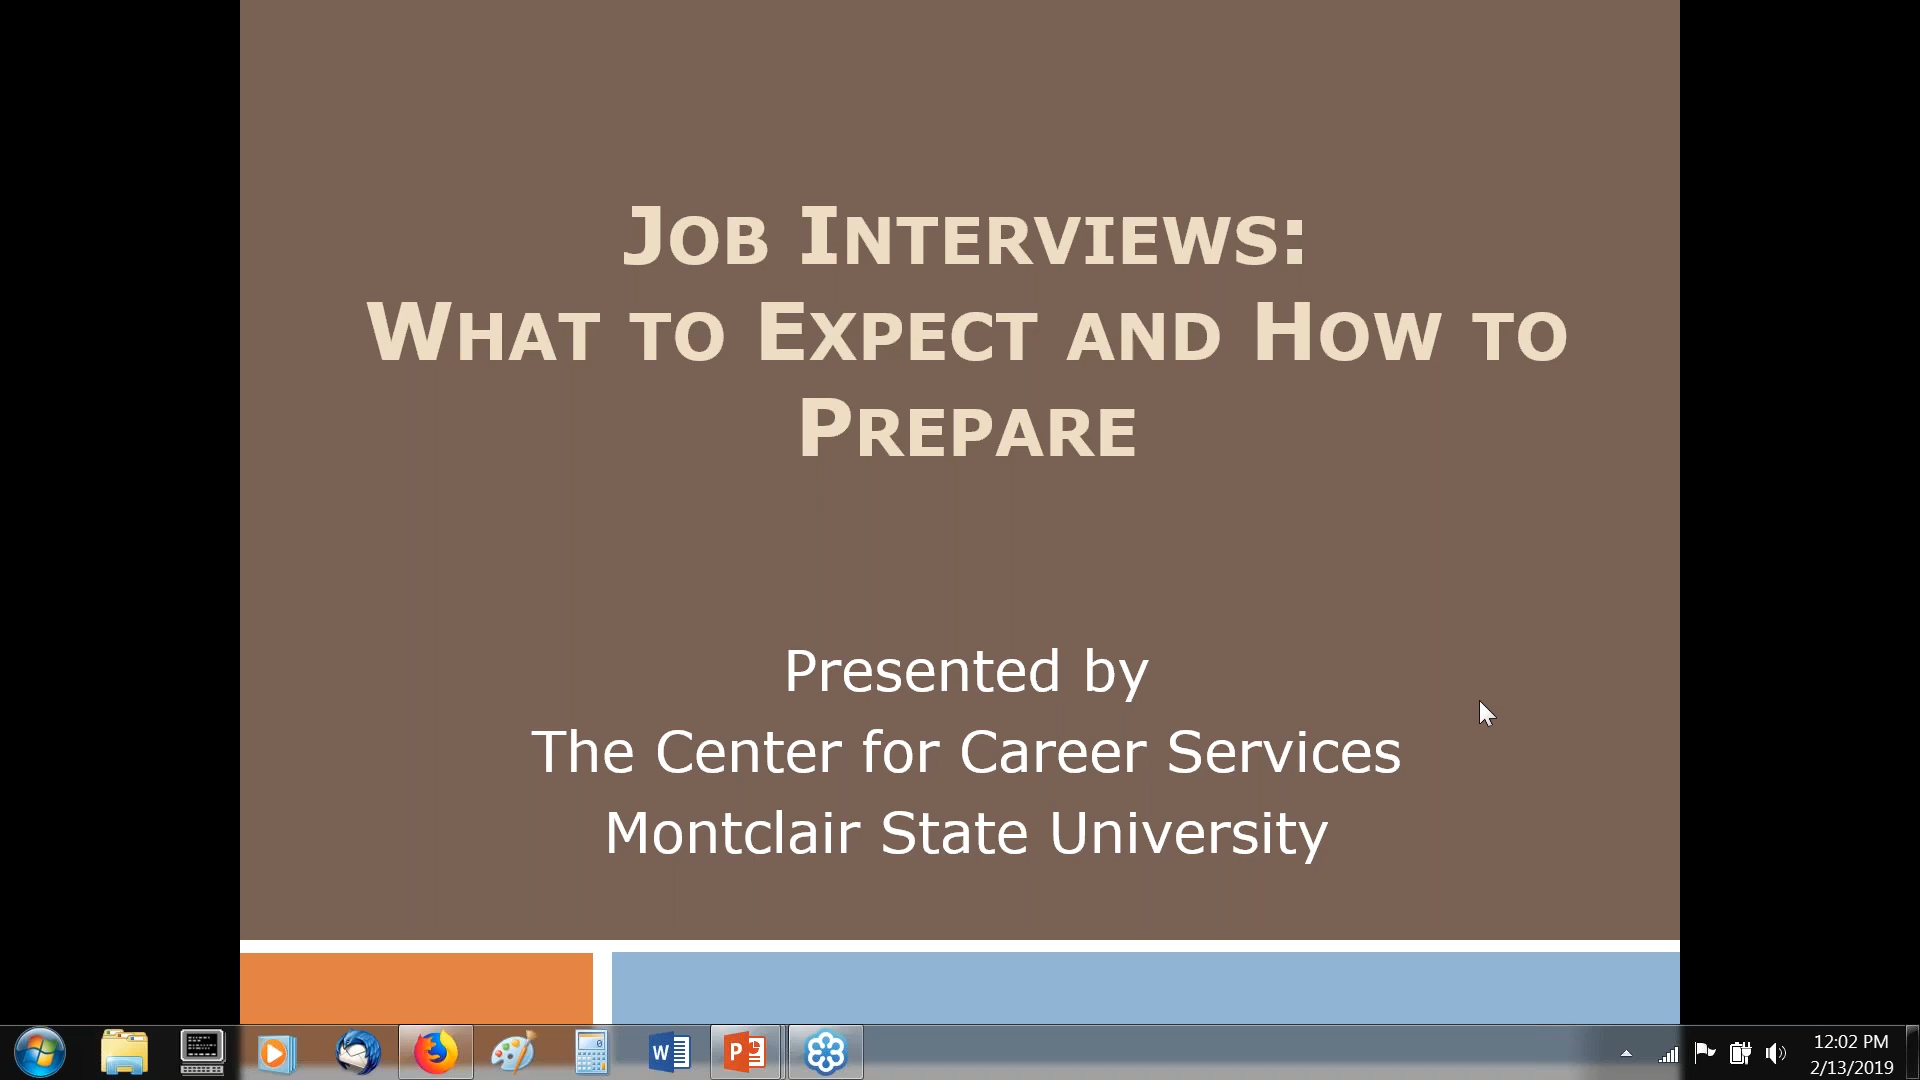 Job Interviews:
What to Expect and How to
Prepare
Presented by
The Center for Career Services
Montclair State University
0
W
P
12:02 PM
2/13/2019